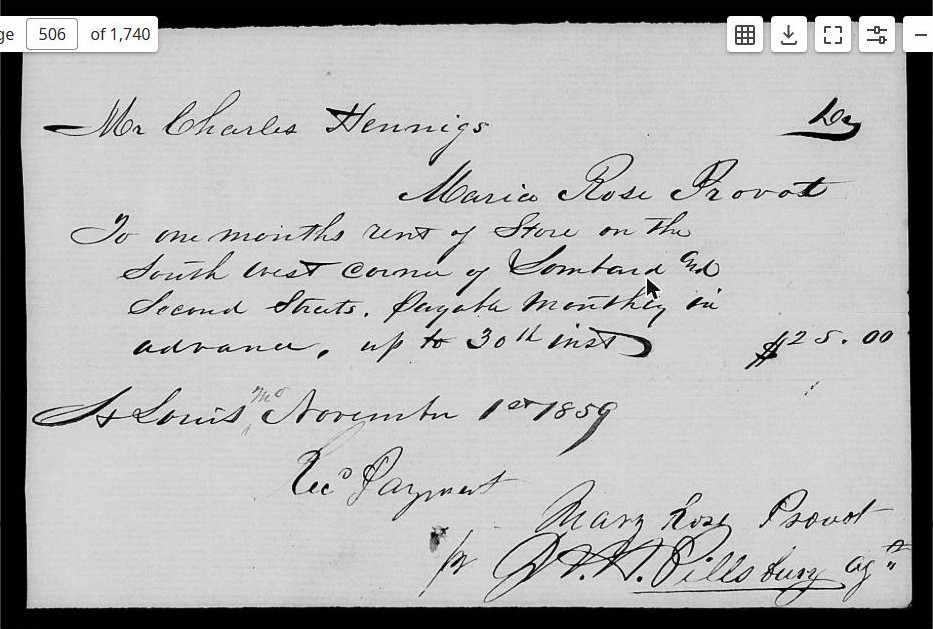 ge 506 of 1,740
Mr Charles Hennigs Dr
Maria Rose Provot
To one months rent of Store on the
South West Corner of Lombard and
Second Streets. Payable Monthly in
advance, up to 30th inst $25.00
St Louis Mo November 1st 1859
Recd Payment
Mary Rose Provot
pr Pillsbury agt